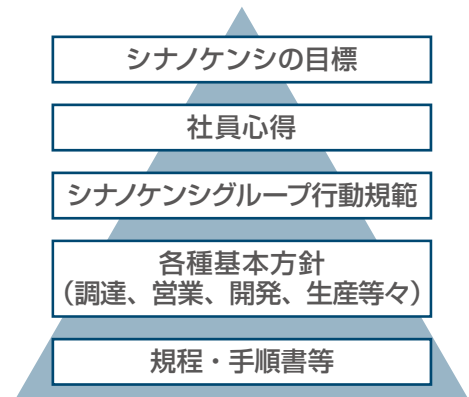 シナノケンシの目標
社員心得
シナノケンシグループ行動規範
各種基本方針
（調達、営業、開発、生産等々）
規程・手順書等